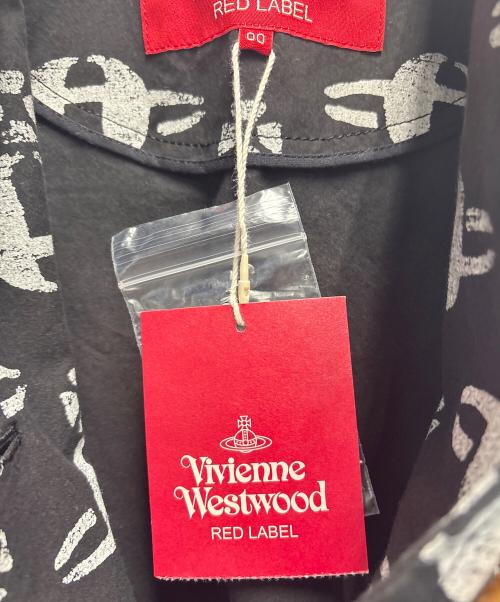 RED LABEL
00
Vivienne
Westwood
RED LABEL